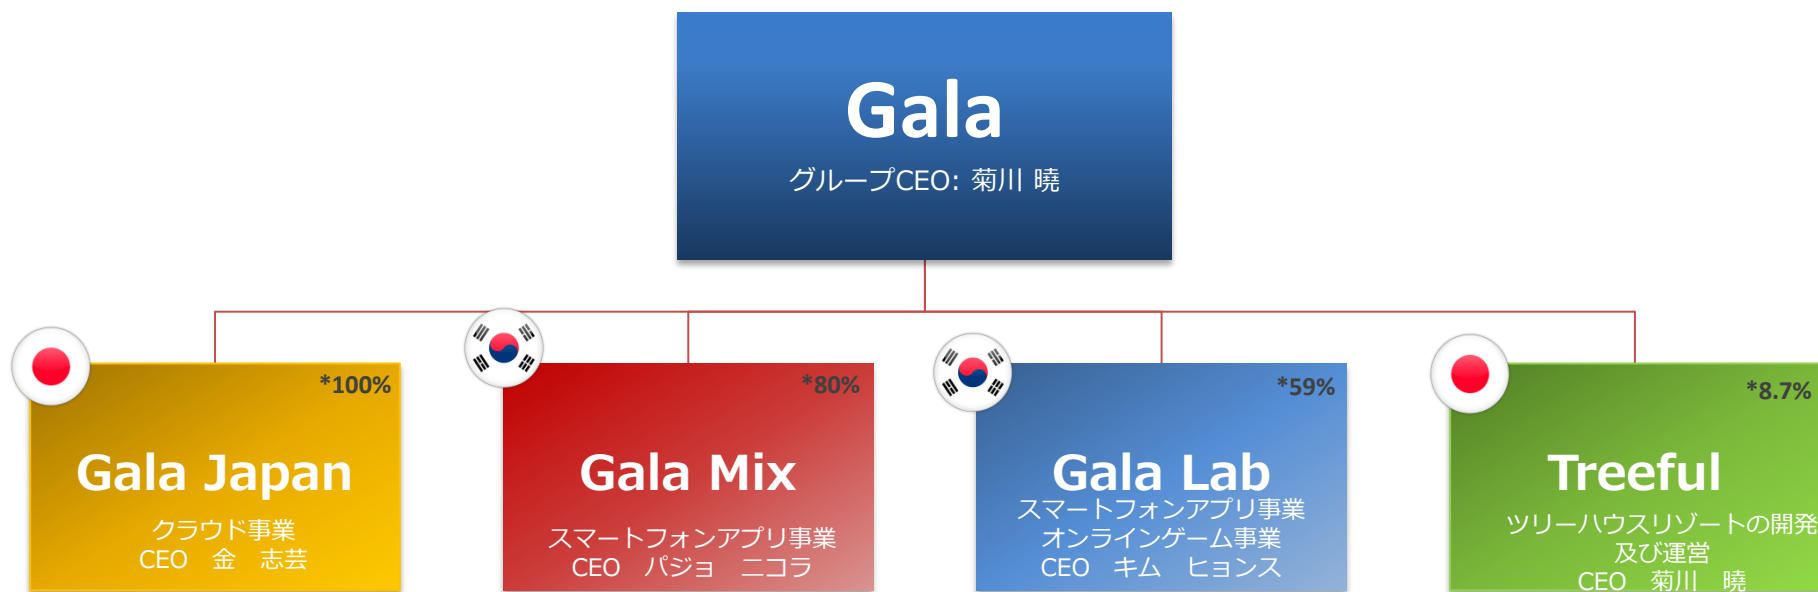 Gala
グループCEO: 菊川 曉
*100%
Gala Japan
クラウド事業
CEO　金　志芸
*80%
Gala Mix
スマートフォンアプリ事業
CEO　パジョ　ニコラ
*59%
Gala Lab
スマートフォンアプリ事業
オンラインゲーム事業
CEO　キム　ヒョンス
*8.7%
Treeful
ツリーハウスリゾートの開発
及び運営
CEO　菊川　曉